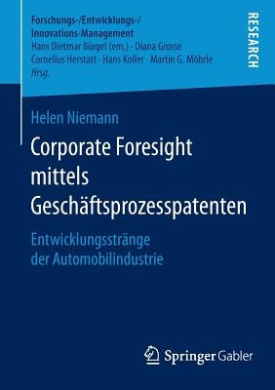 Forschungs-/Entwicklungs-/
Innovations-Management
Hans Dietmar Bürgel (em.) · Diana Grosse
Cornelius Herstatt · Hans Koller · Martin G. Möhrle
Hrsg.
RESEARCH
Helen Niemann
Corporate Foresight
mittels
Geschäftsprozesspatenten
Entwicklungsstränge
der Automobilindustrie
Springer Gabler